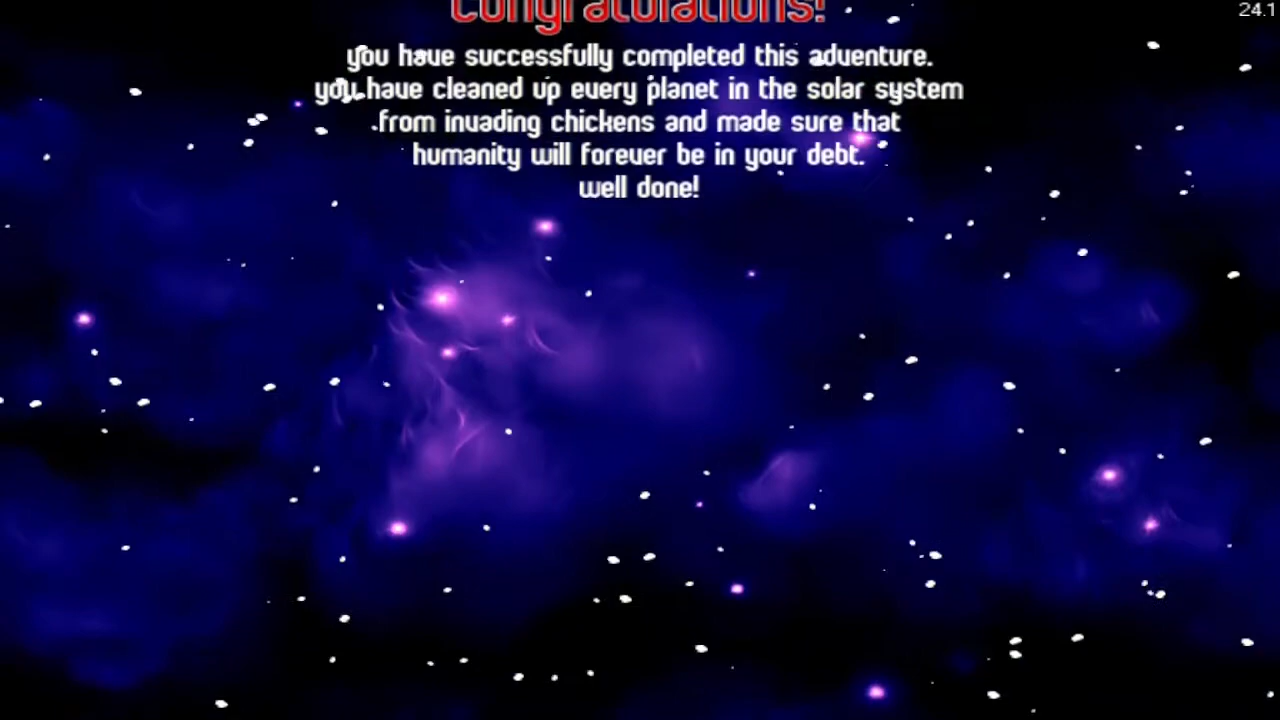 Congratulations!
24.1
you have successfully completed this adventure.
you have cleaned up every planet in the solar system
from invading chickens and made sure that
humanity will forever be in your debt.
well done!